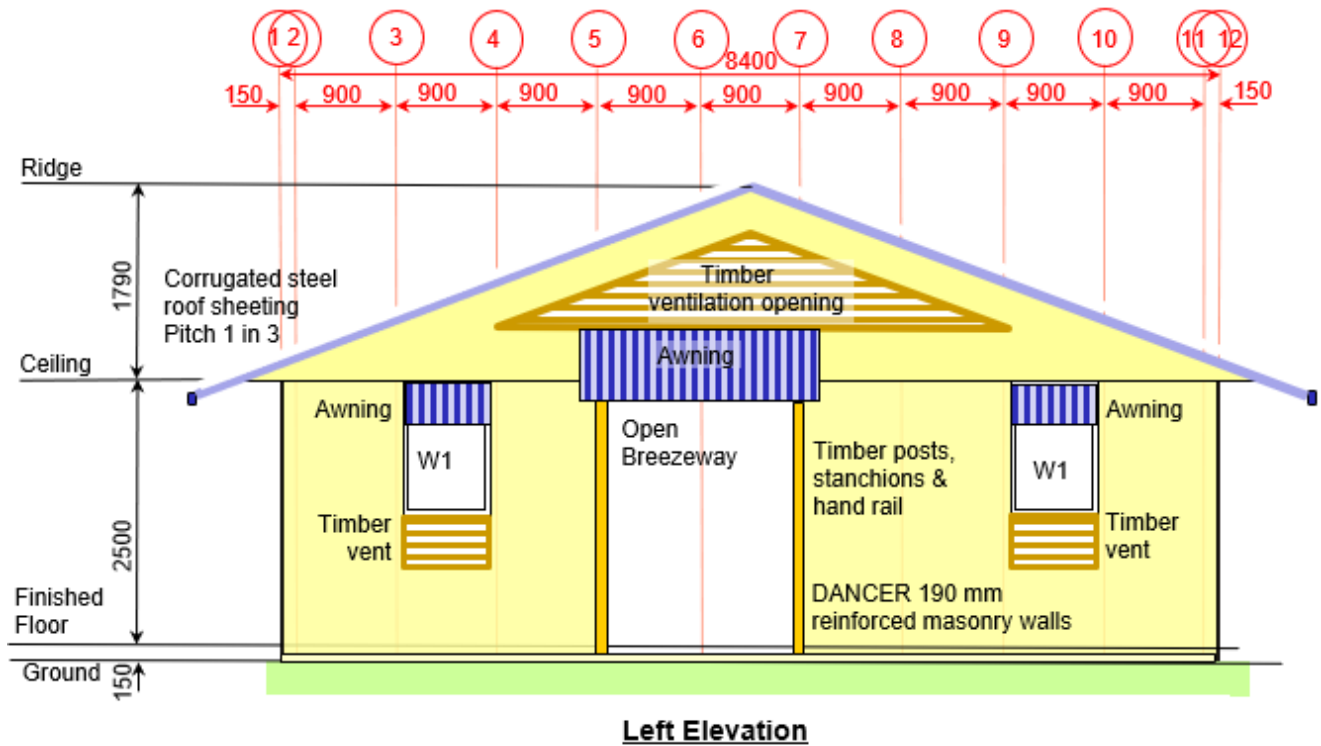 1 2 3 4 5 6 7 8 9 10 11 12
8400
150 900 900 900 900 900 900 900 900 900 150
Ridge
1790
Corrugated steel
roof sheeting
Pitch 1 in 3
Timber
ventilation opening
Ceiling
Awning
Awning
Awning
Open
Breezeway
W1
W1
Timber posts,
stanchions &
hand rail
Timber
vent
Timber
vent
2500
DANCER 190 mm
reinforced masonry walls
Finished
Floor
Ground
150
Left Elevation